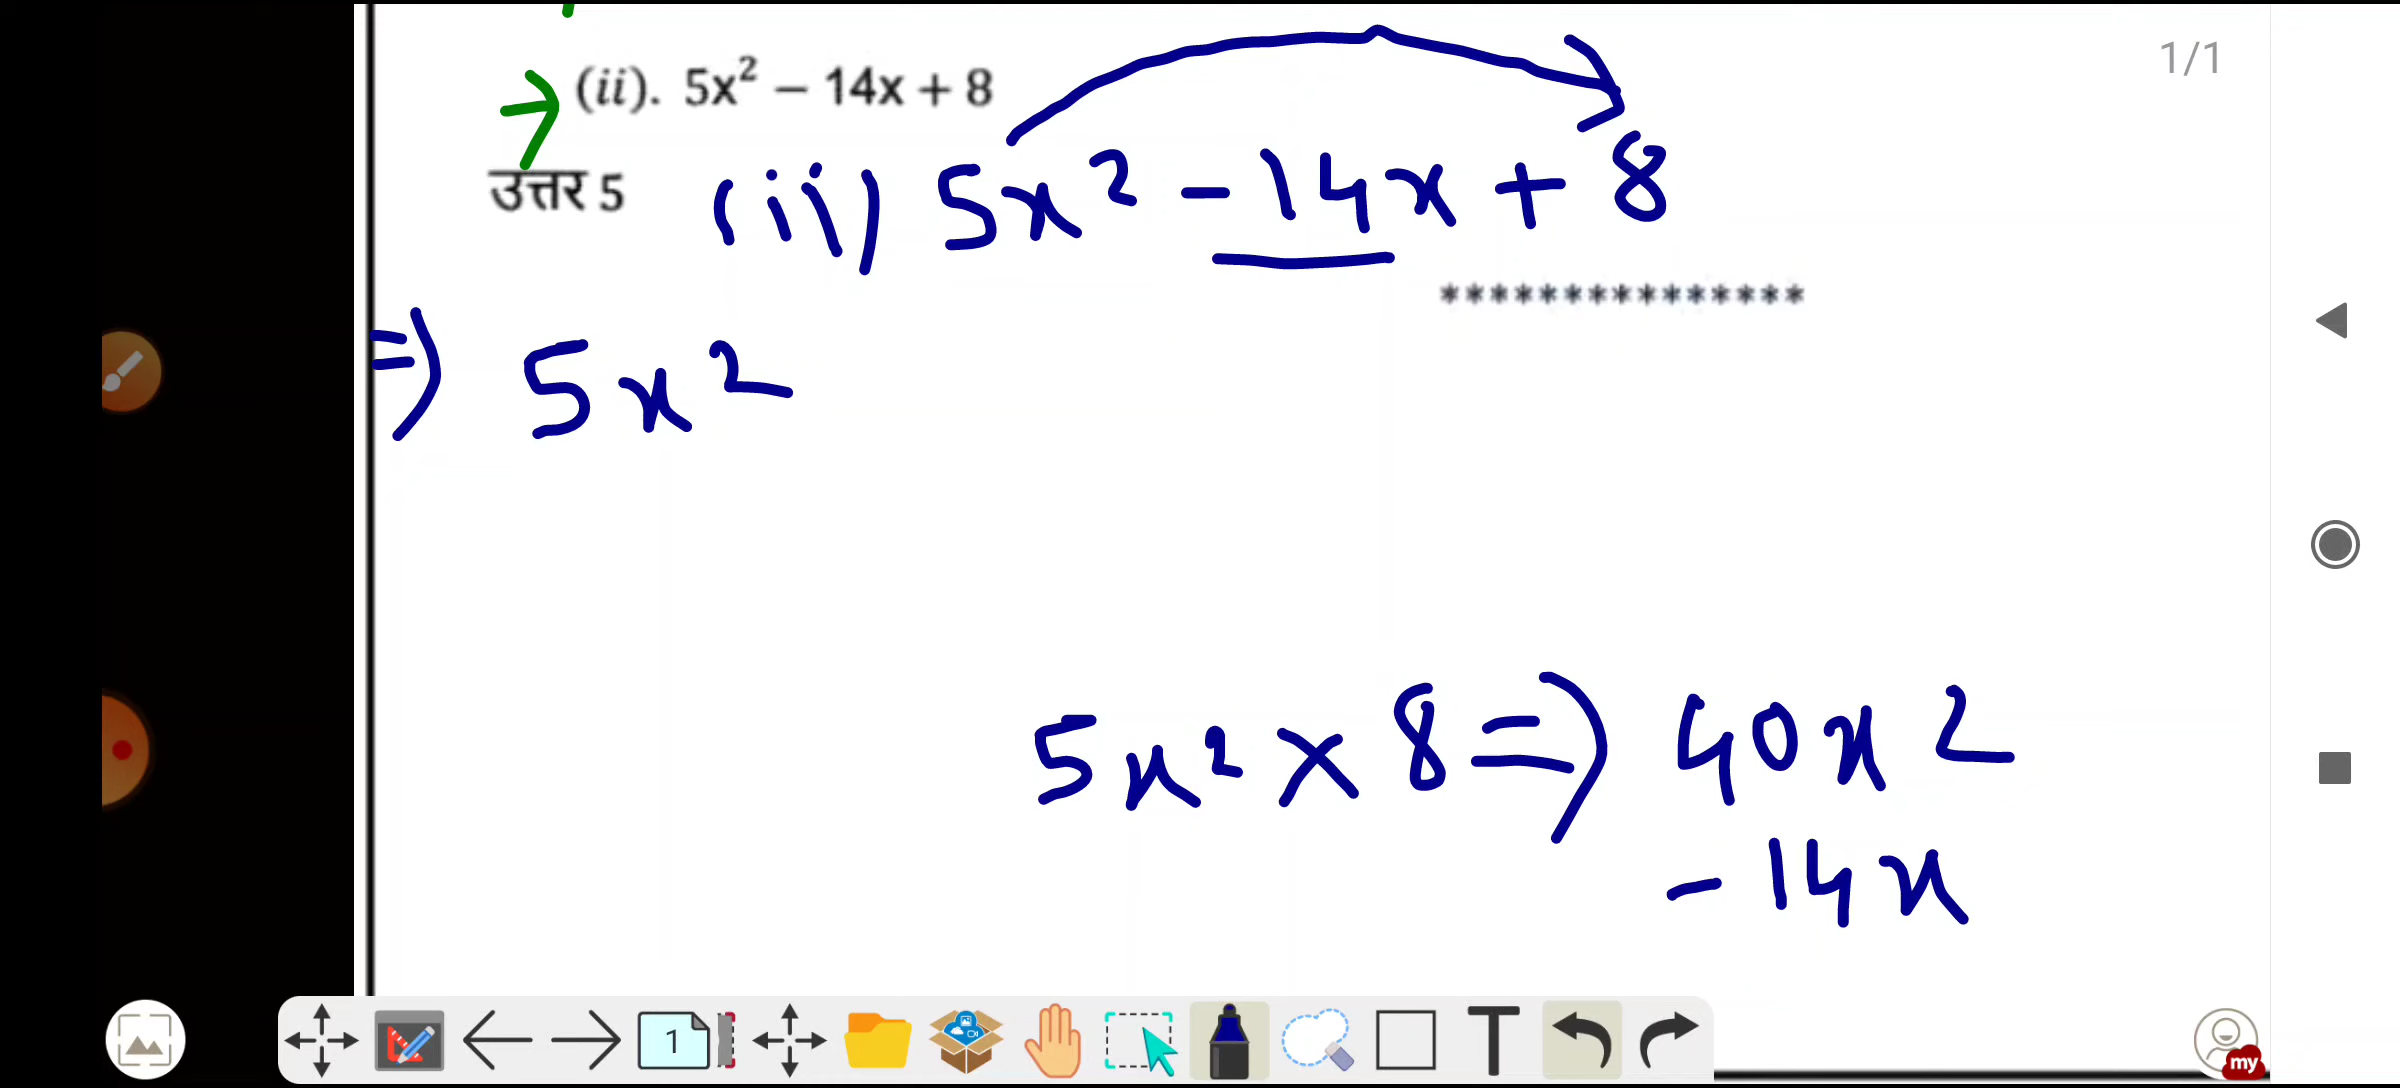 1/1
(ii). 5x² − 14x + 8
उत्तर 5 (ii) 5x² - 14x + 8
***************
⇒ 5x²
5x² × 8 ⇒ 40x²
- 14x
1 T
my